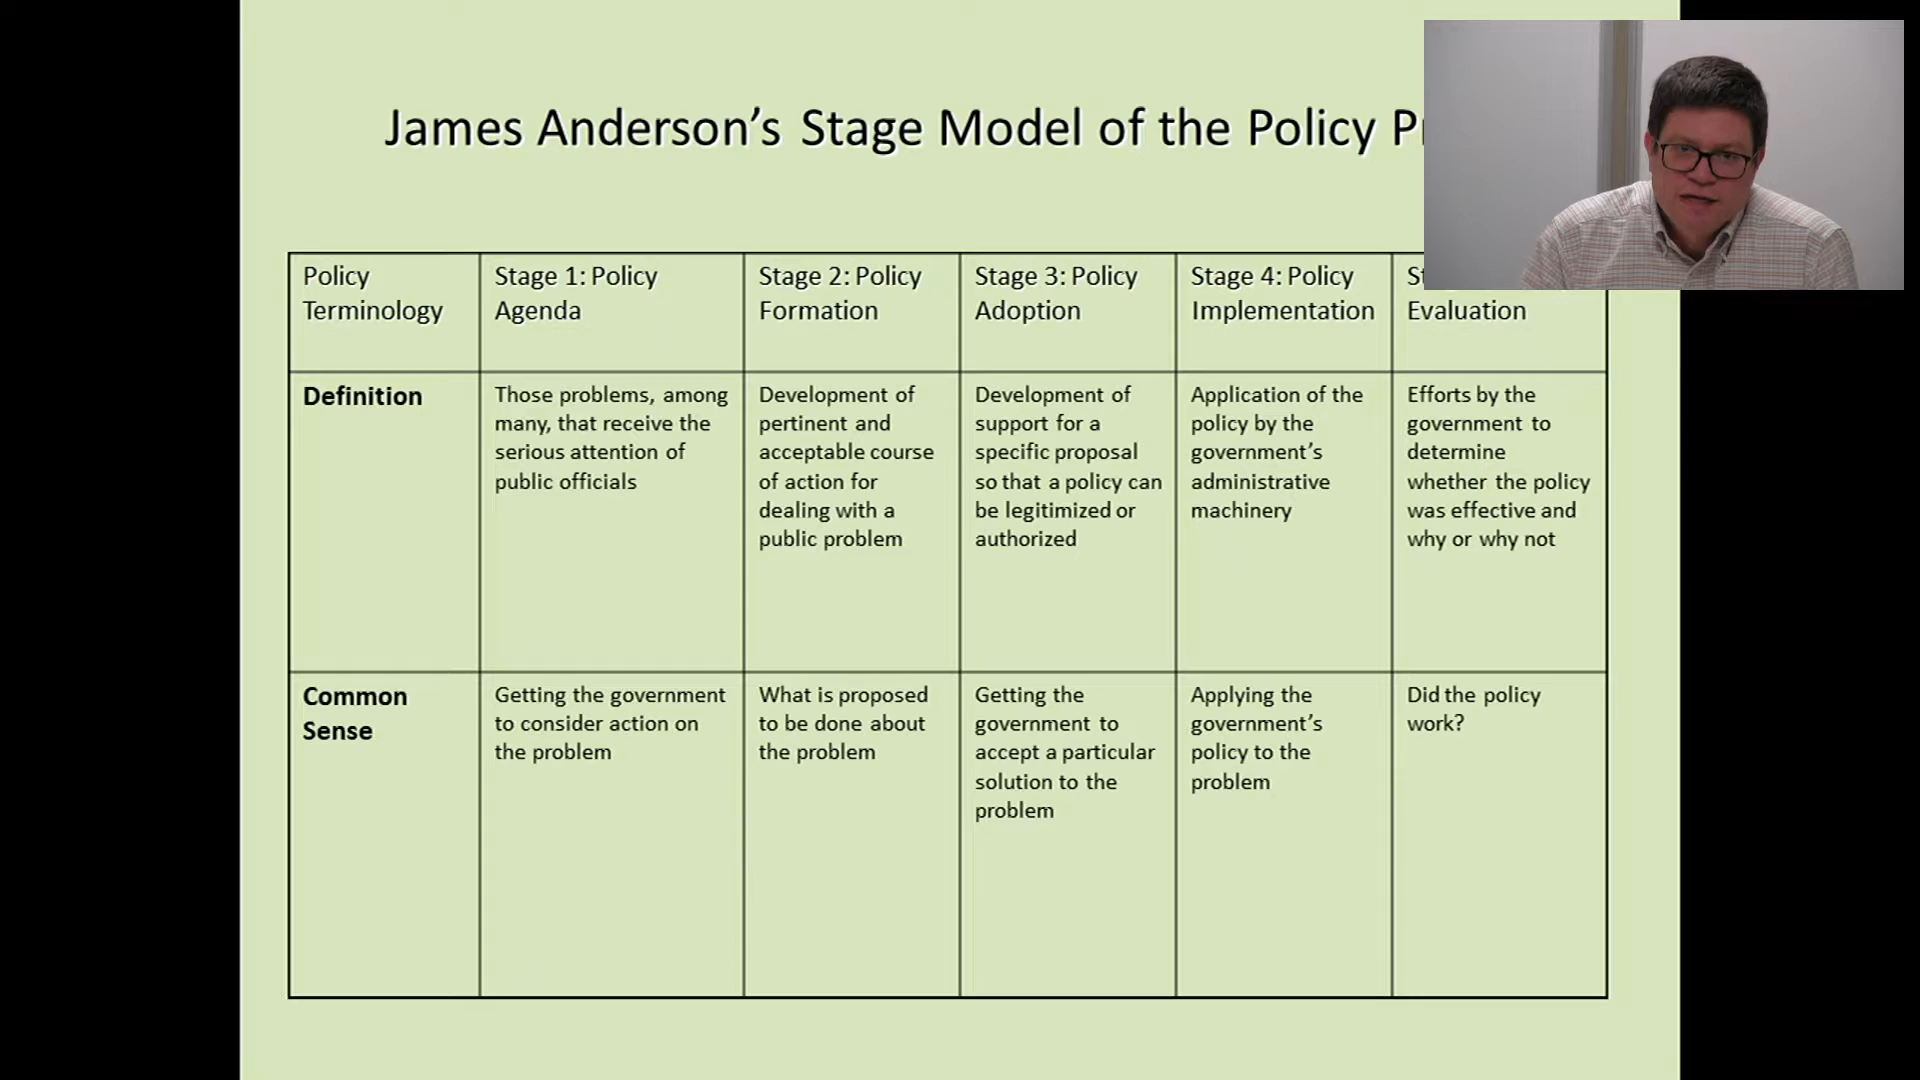 James Anderson's Stage Model of the Policy
Policy
Terminology
Stage 1: Policy
Agenda
Stage 2: Policy
Formation
Stage 3: Policy
Adoption
Stage 4: Policy
Implementation
Evaluation
Definition
Those problems, among
many, that receive the
serious attention of
public officials
Development of
pertinent and
acceptable course
of action for
dealing with a
public problem
Development of
support for a
specific proposal
so that a policy can
be legitimized or
authorized
Application of the
policy by the
government's
administrative
machinery
Efforts by the
government to
determine
whether the policy
was effective and
why or why not
Common
Sense
Getting the government
to consider action on
the problem
What is proposed
to be done about
the problem
Getting the
government to
accept a particular
solution to the
problem
Applying the
government's
policy to the
problem
Did the policy
work?